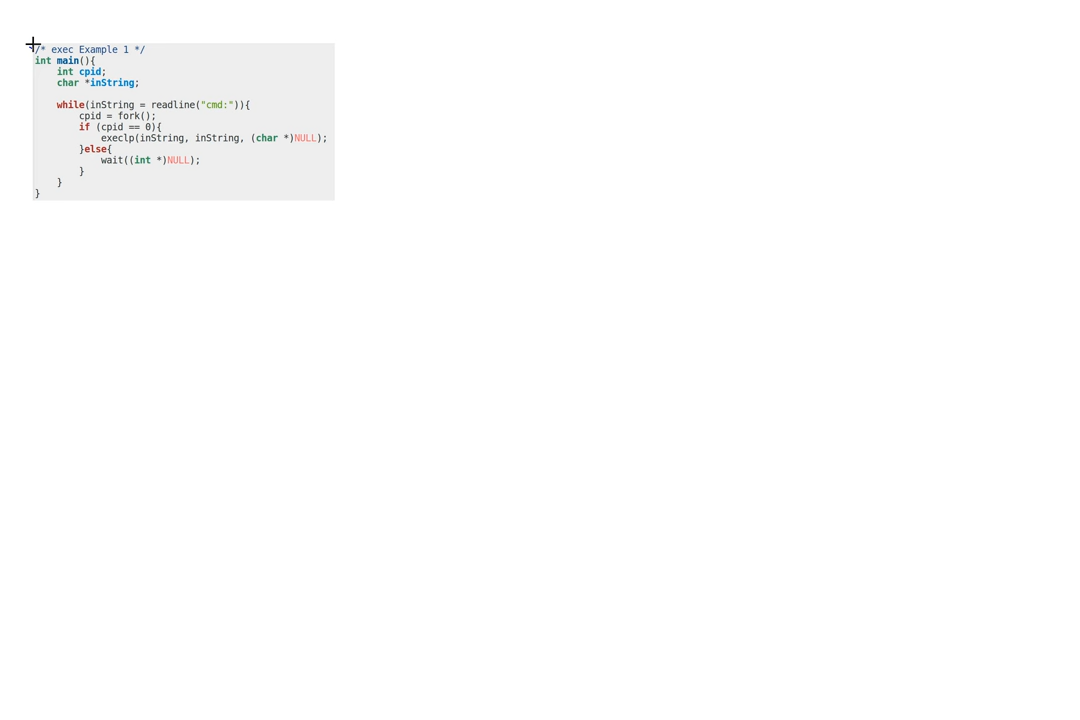 /* exec Example 1 */
int main(){
    int cpid;
    char *inString;

    while(inString = readline("cmd:")){
        cpid = fork();
        if (cpid == 0){
            execlp(inString, inString, (char *)NULL);
        }else{
            wait((int *)NULL);
        }
    }
}